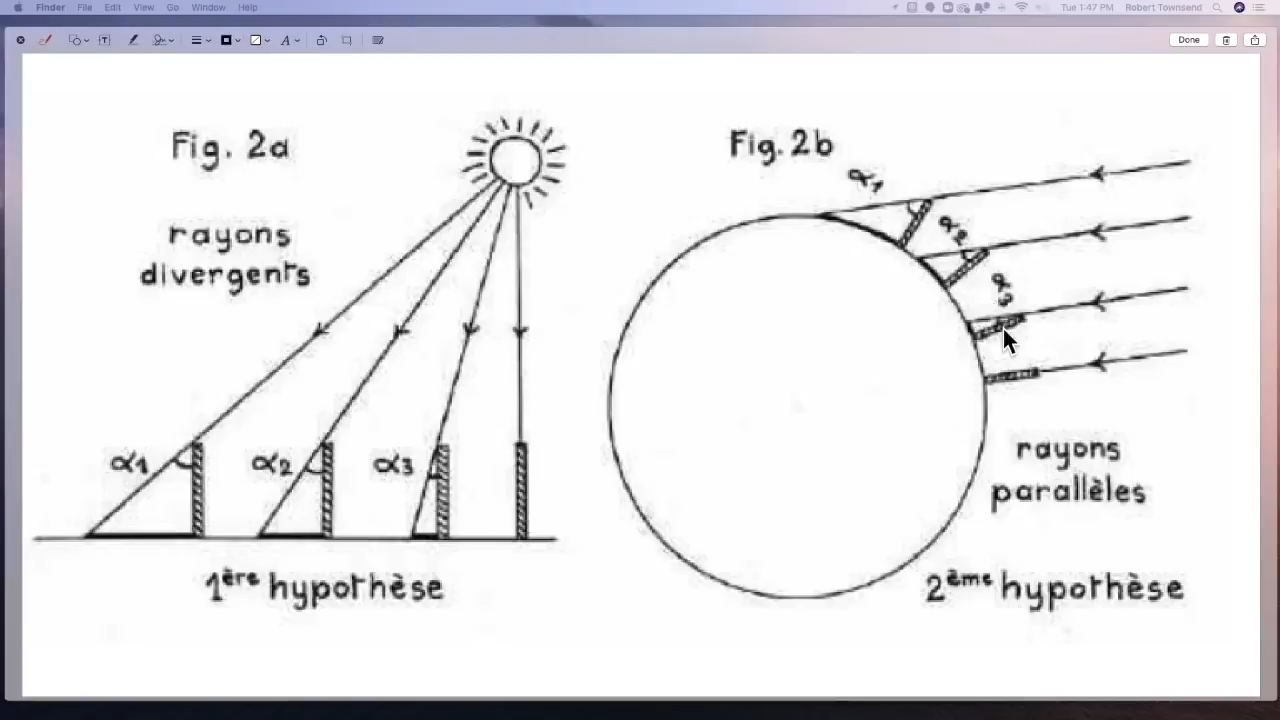 Finder File Edit View Go Window Help
Tue 1:47 PM Robert Townsend
Done
Fig. 2a
rayons
divergents
α1
α2
α3
1ère hypothèse
Fig. 2b
α1
α2
α3
rayons
parallèles
2ème hypothèse